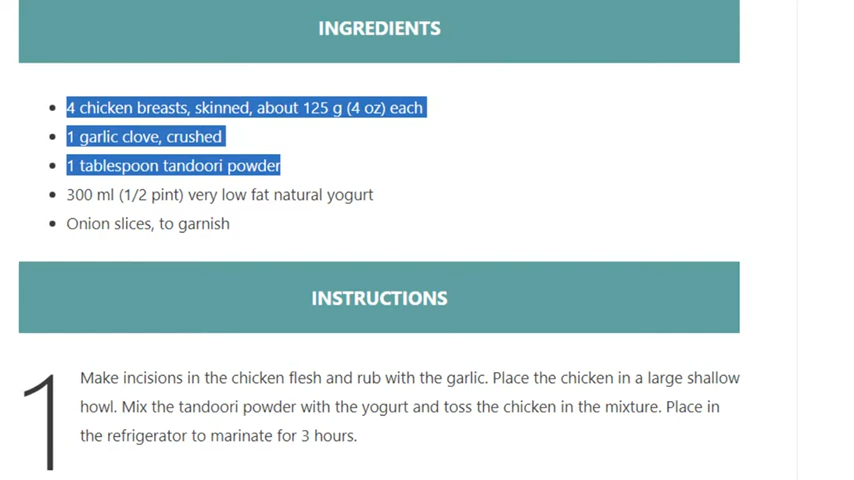 INGREDIENTS
4 chicken breasts, skinned, about 125 g (4 oz) each
1 garlic clove, crushed
1 tablespoon tandoori powder
300 ml (1/2 pint) very low fat natural yogurt
Onion slices, to garnish
INSTRUCTIONS
1
Make incisions in the chicken flesh and rub with the garlic. Place the chicken in a large shallow
howl. Mix the tandoori powder with the yogurt and toss the chicken in the mixture. Place in
the refrigerator to marinate for 3 hours.